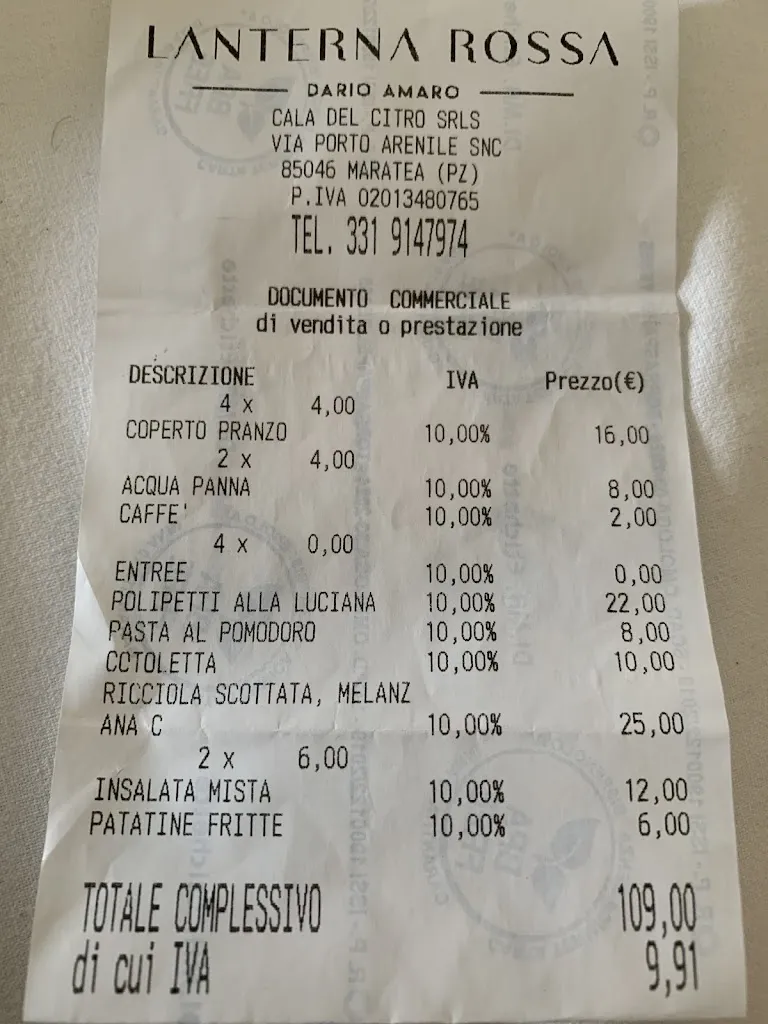 LANTERNA ROSSA
DARIO AMARO
CALA DEL CITRO SRLS
VIA PORTO ARENILE SNC
85046 MARATEA (PZ)
P.IVA 02013480765
TEL. 331 9147974
DOCUMENTO COMMERCIALE
di vendita o prestazione
DESCRIZIONE IVA Prezzo(€)
4 x 4,00
COPERTO PRANZO 10,00% 16,00
2 x 4,00
ACQUA PANNA 10,00% 8,00
CAFFE' 10,00% 2,00
4 x 0,00
ENTREE 10,00% 0,00
POLIPETTI ALLA LUCIANA 10,00% 22,00
PASTA AL POMODORO 10,00% 8,00
COTOLETTA 10,00% 10,00
RICCIOLA SCOTTATA, MELANZ
ANA C 10,00% 25,00
2 x 6,00
INSALATA MISTA 10,00% 12,00
PATATINE FRITTE 10,00% 6,00
TOTALE COMPLESSIVO 109,00
di cui IVA 9,91